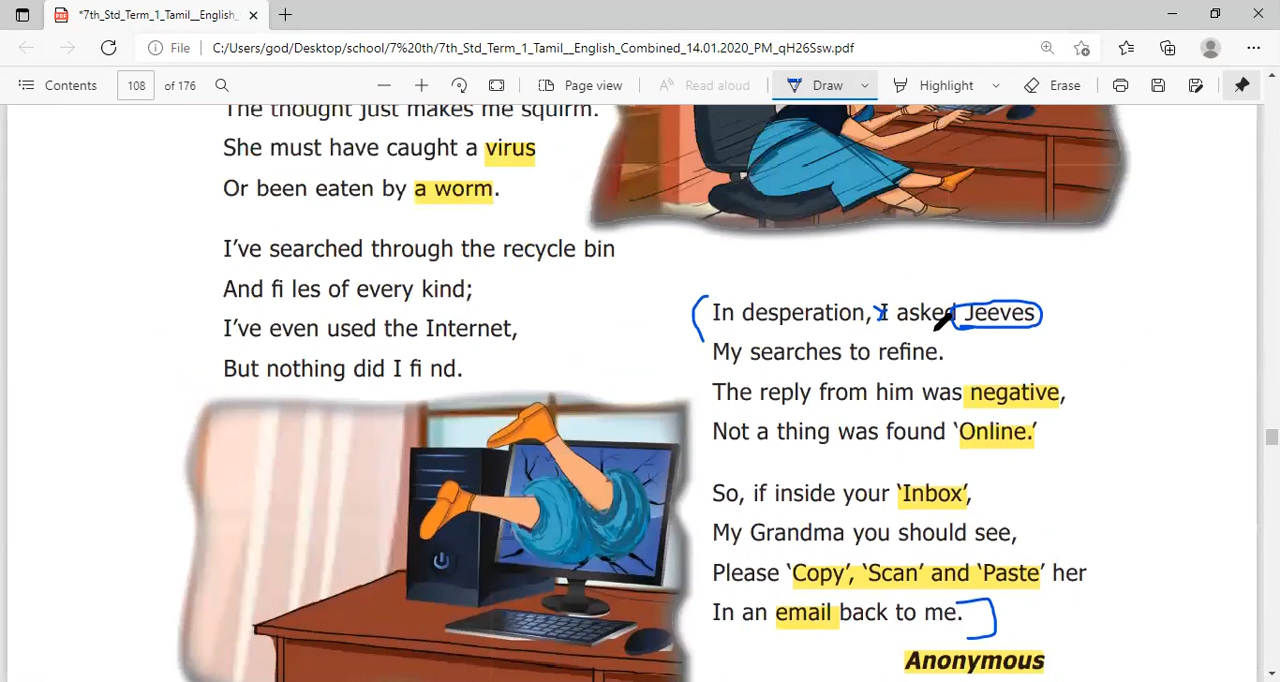 *7th_Std_Term_1_Tamil__English_
File C:/Users/god/Desktop/school/7%20th/7th_Std_Term_1_Tamil__English_Combined_14.01.2020_PM_qH26Ssw.pdf
Contents 108 of 176 Page view Read aloud Draw Highlight Erase
The thought just makes me squirm.
She must have caught a virus
Or been eaten by a worm.
I’ve searched through the recycle bin
And fi les of every kind;
I’ve even used the Internet,
But nothing did I fi nd.
In desperation, I asked Jeeves
My searches to refine.
The reply from him was negative,
Not a thing was found ‘Online.’
So, if inside your ‘Inbox’,
My Grandma you should see,
Please ‘Copy’, ‘Scan’ and ‘Paste’ her
In an email back to me.
Anonymous